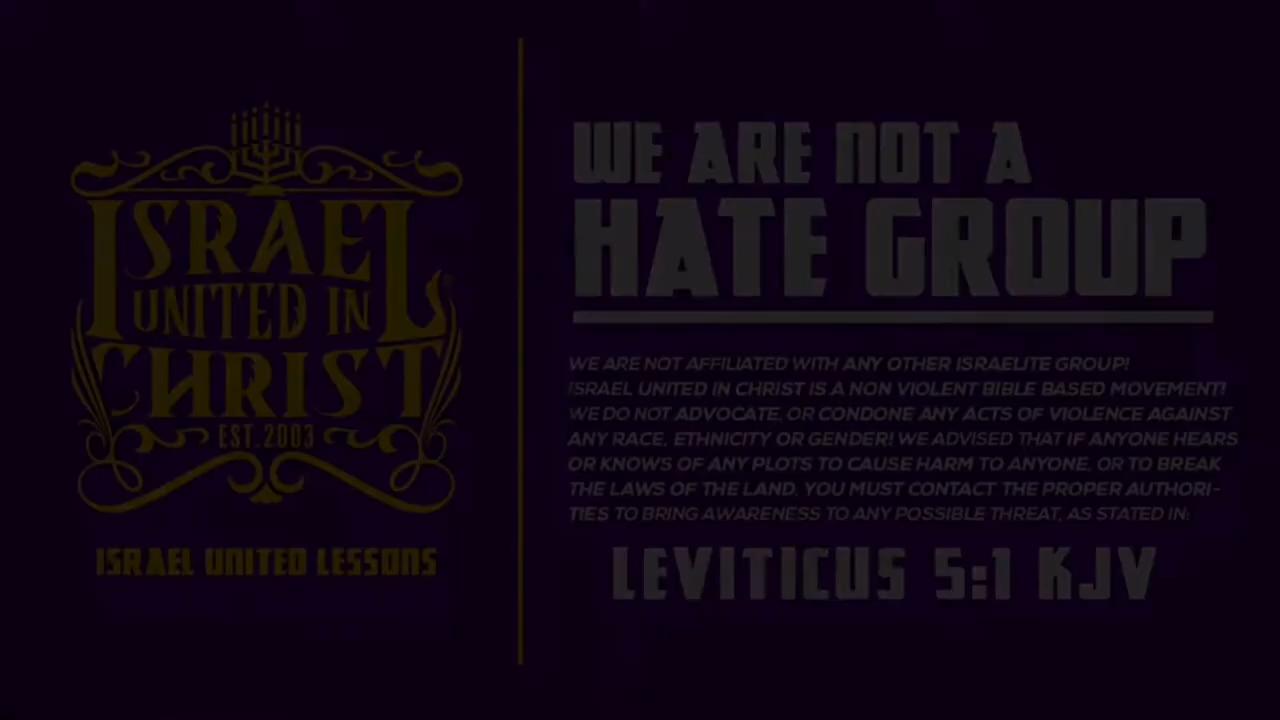 ISRAEL
UNITED IN
CHRIST
EST. 2003
ISRAEL UNITED LESSONS
WE ARE NOT A
HATE GROUP
WE ARE NOT AFFILIATED WITH ANY OTHER ISRAELITE GROUP!
ISRAEL UNITED IN CHRIST IS A NON VIOLENT BIBLE BASED MOVEMENT!
WE DO NOT ADVOCATE, OR CONDONE ANY ACTS OF VIOLENCE AGAINST
ANY RACE, ETHNICITY OR GENDER! WE ADVISED THAT IF ANYONE HEARS
OR KNOWS OF ANY PLOTS TO CAUSE HARM TO ANYONE, OR TO BREAK
THE LAWS OF THE LAND, YOU MUST CONTACT THE PROPER AUTHORI-
TIES TO BRING AWARENESS TO ANY POSSIBLE THREAT, AS STATED IN:
LEVITICUS 5:1 KJV